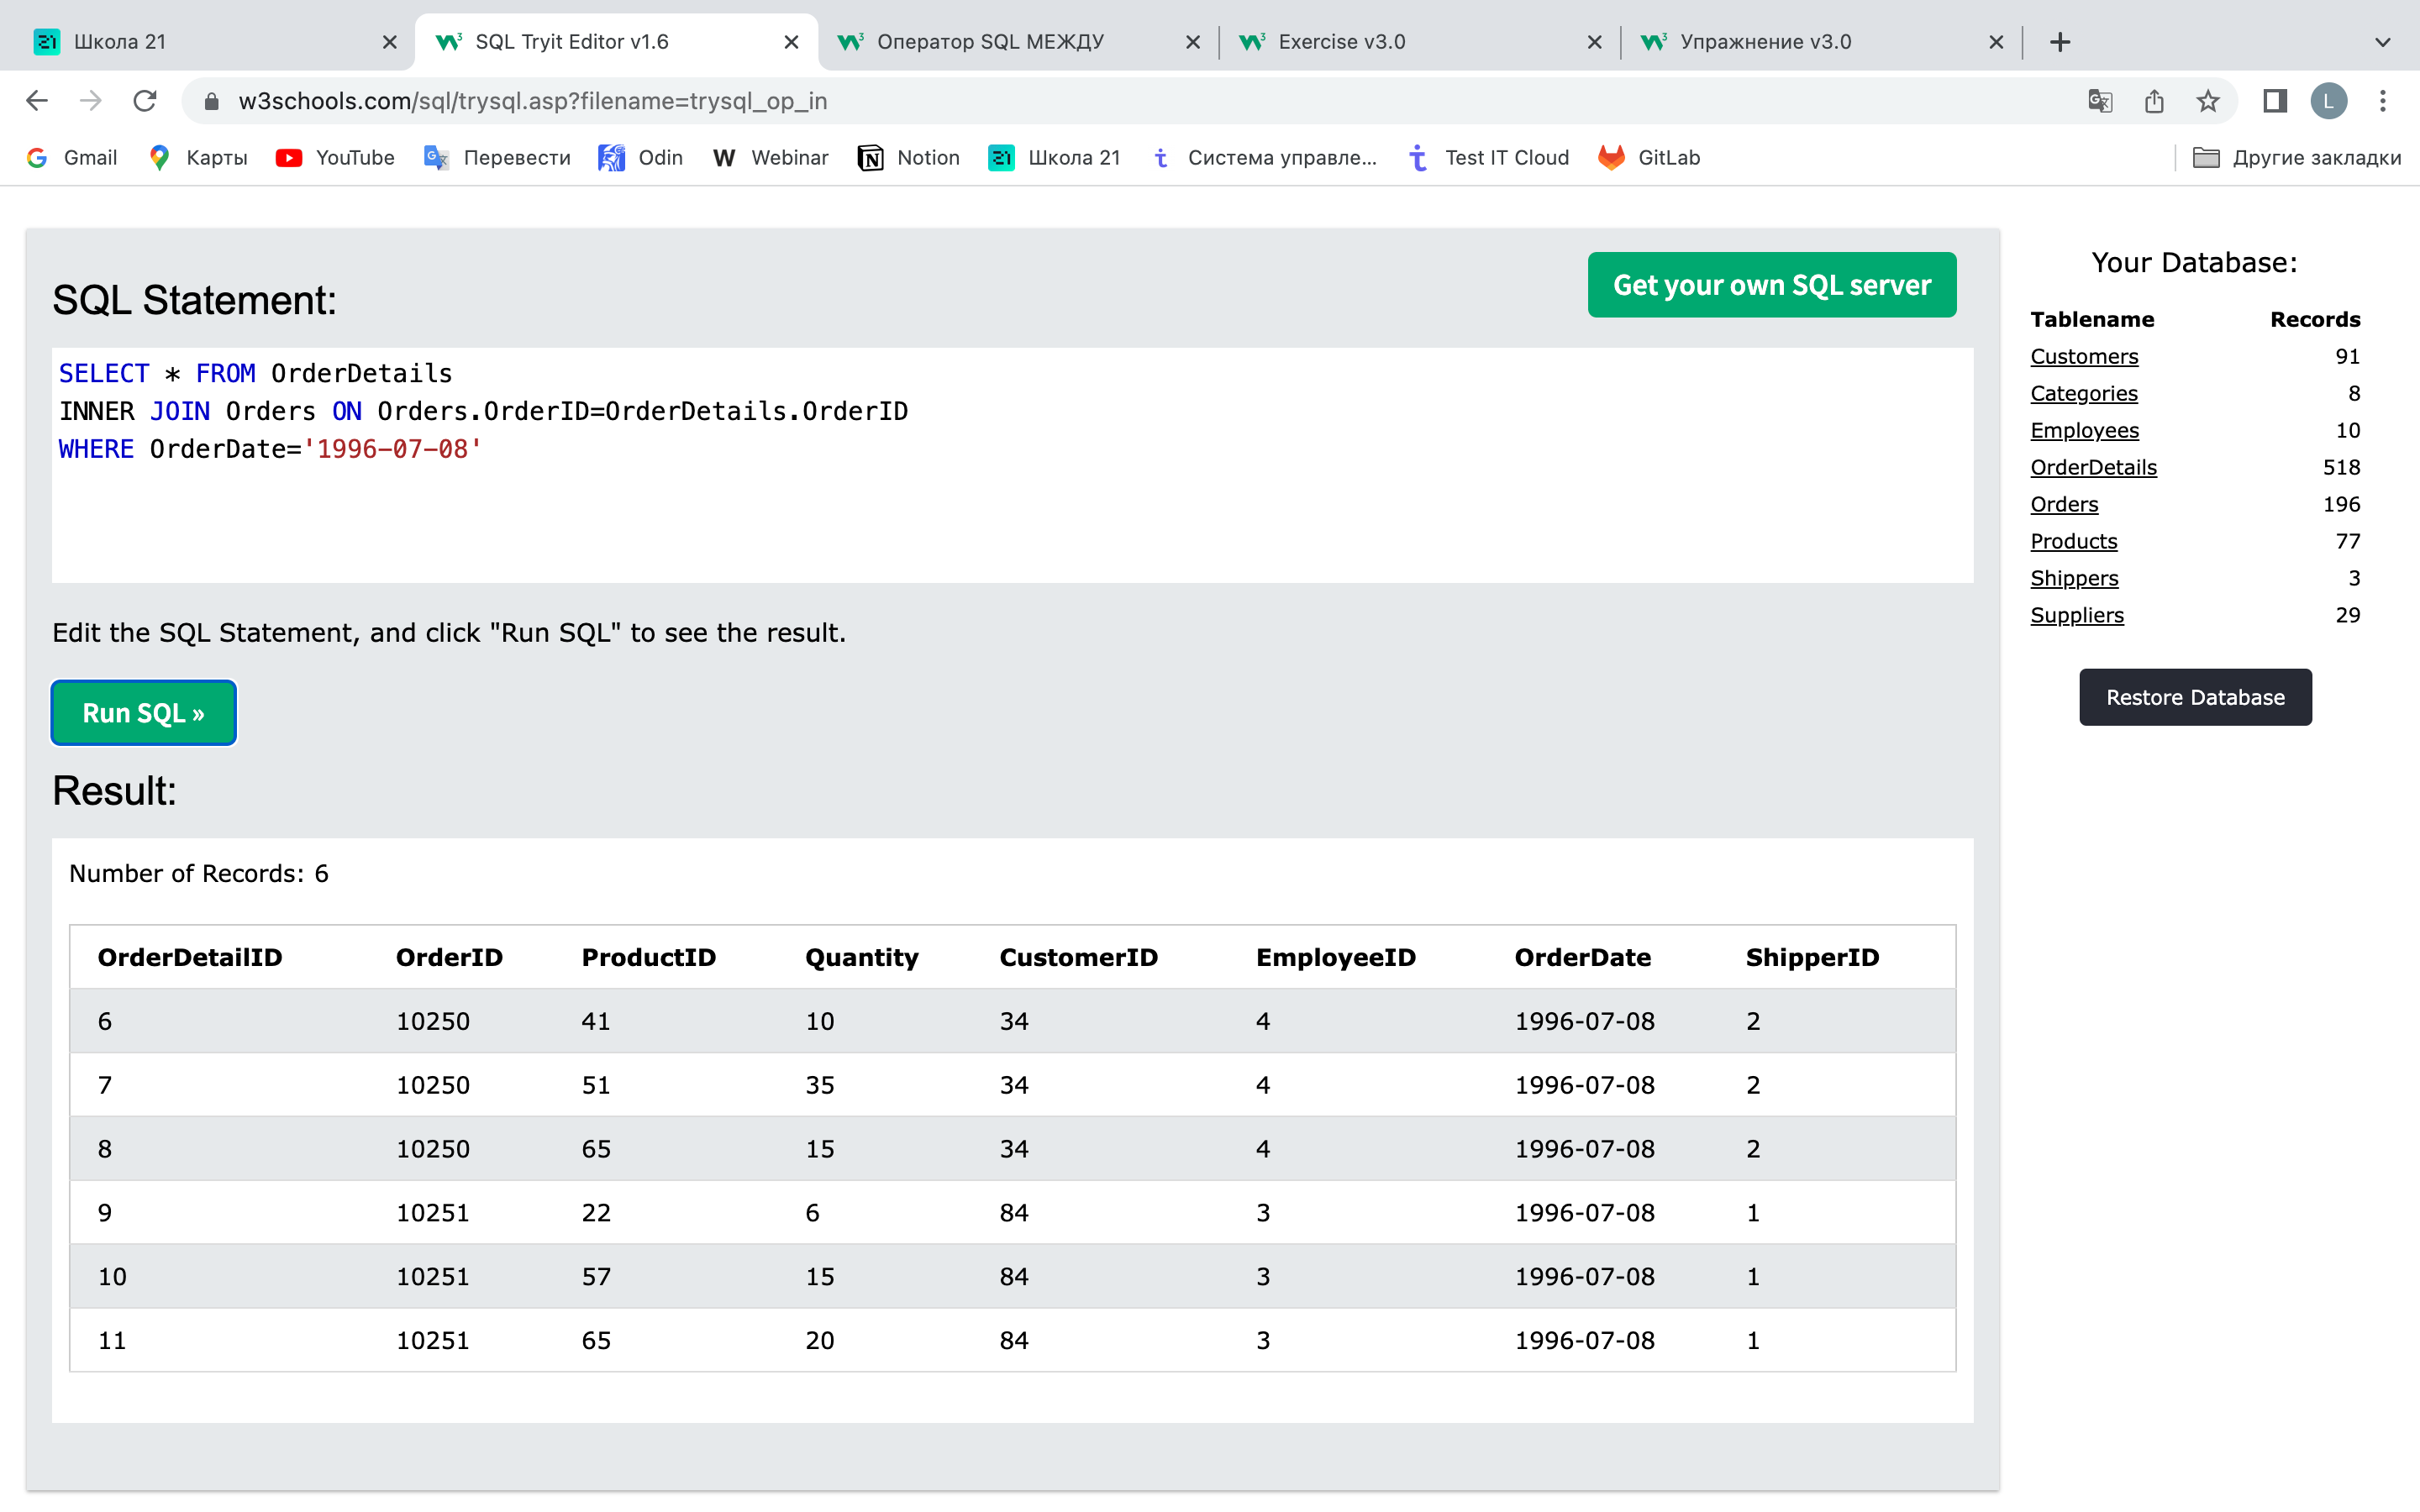 Школа 21
SQL Tryit Editor v1.6
Оператор SQL МЕЖДУ
Exercise v3.0
Упражнение v3.0
w3schools.com/sql/trysql.asp?filename=trysql_op_in
L
Gmail
Карты
YouTube
Перевести
Odin
W Webinar
Notion
Школа 21
Система управле...
Test IT Cloud
GitLab
Другие закладки
SQL Statement:
Get your own SQL server
SELECT * FROM OrderDetails
INNER JOIN Orders ON Orders.OrderID=OrderDetails.OrderID
WHERE OrderDate='1996-07-08'
Edit the SQL Statement, and click "Run SQL" to see the result.
Run SQL »
Result:
Number of Records: 6
OrderDetailID OrderID ProductID Quantity CustomerID EmployeeID OrderDate ShipperID
6 10250 41 10 34 4 1996-07-08 2
7 10250 51 35 34 4 1996-07-08 2
8 10250 65 15 34 4 1996-07-08 2
9 10251 22 6 84 3 1996-07-08 1
10 10251 57 15 84 3 1996-07-08 1
11 10251 65 20 84 3 1996-07-08 1
Your Database:
Tablename Records
Customers 91
Categories 8
Employees 10
OrderDetails 518
Orders 196
Products 77
Shippers 3
Suppliers 29
Restore Database